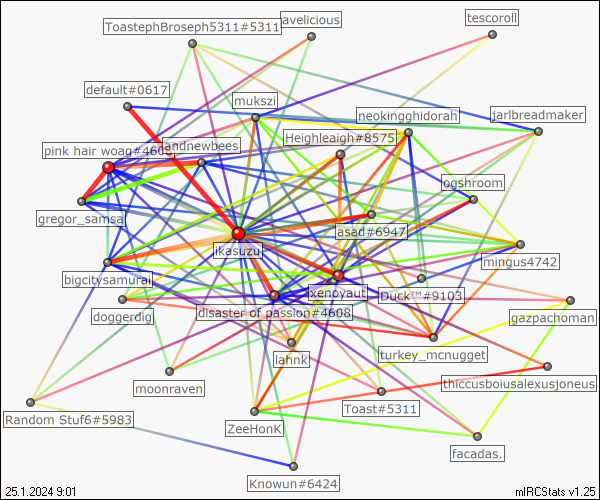 tescoroll
avelicious
ToastephBroseph5311#5311
default#0617
mukszi
neokingghidorah
jarlbreadmaker
andnewbees
Heighleaigh#8575
pink hair woag#460
ogshroom
gregor_samsa
asad#6947
ikasuzu
mingus4742
bigcitysamurai
xenoyaut
Duck™#9103
doggerdig
disaster of passion#4608
gazpachoman
lahnk
turkey_mcnugget
moonraven
thiccusboiusalexusjoneus
Toast#5311
Random Stuf6#5983
ZeeHonK
facadas.
Knowun#6424
25.1.2024 9:01
mIRCStats v1.25